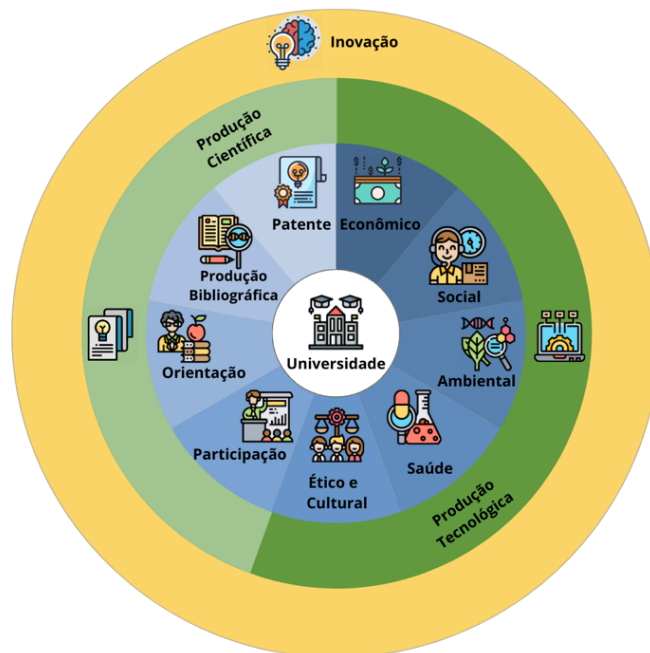 Inovação
Produção
Científica
Patente
Econômico
Produção
Bibliográfica
Social
Universidade
Orientação
Ambiental
Participação
Ético e
Cultural
Saúde
Produção
Tecnológica